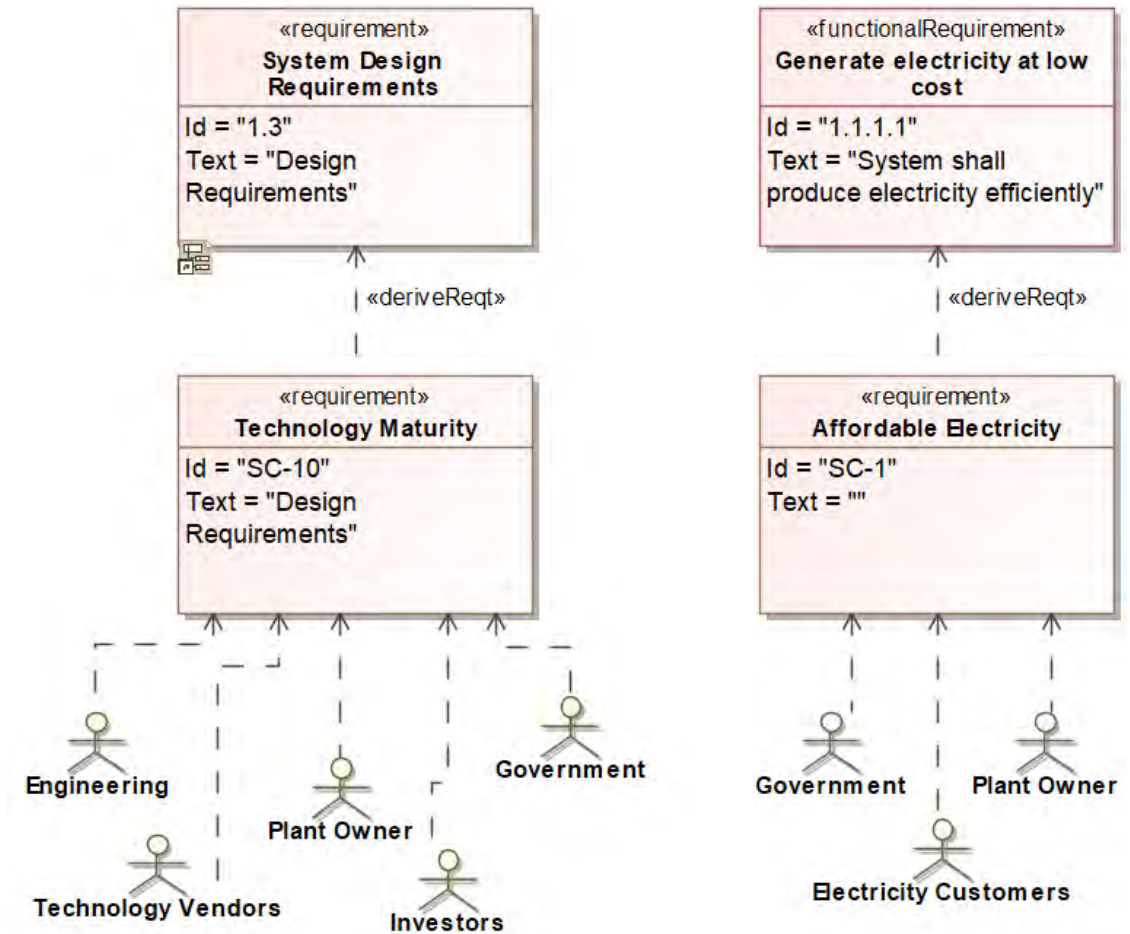 «requirement»
System Design
Requirements
Id = "1.3"
Text = "Design
Requirements"
«functionalRequirement»
Generate electricity at low
cost
Id = "1.1.1.1"
Text = "System shall
produce electricity efficiently"
«deriveReqt»
«deriveReqt»
«requirement»
Technology Maturity
Id = "SC-10"
Text = "Design
Requirements"
«requirement»
Affordable Electricity
Id = "SC-1"
Text = ""
Engineering
Technology Vendors
Plant Owner
Investors
Government
Government
Electricity Customers
Plant Owner